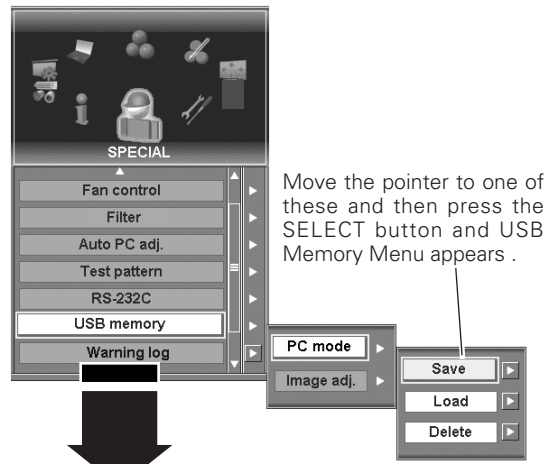 SPECIAL
Fan control
Filter
Auto PC adj.
Test pattern
RS-232C
USB memory
Warning log
Move the pointer to one of
these and then press the
SELECT button and USB
Memory Menu appears .
PC mode
Image adj.
Save
Load
Delete